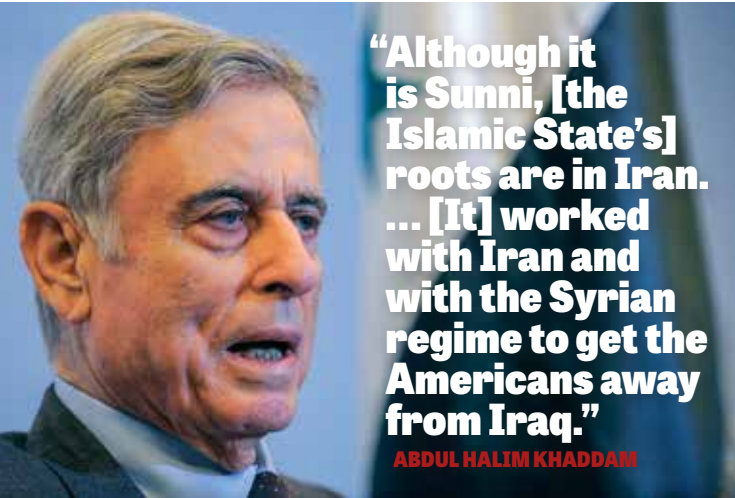 “Although it
is Sunni, [the
Islamic State’s]
roots are in Iran.
... [It] worked
with Iran and
with the Syrian
regime to get the
Americans away
from Iraq.”
ABDUL HALIM KHADDAM